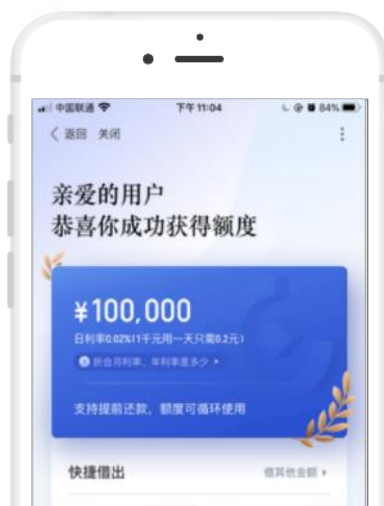 中国联通
下午11:04
84%
返回 关闭
亲爱的用户
恭喜你成功获得额度
¥100,000
日利率0.02%(1千元用一天只需0.2元)
折合月利率、年利率是多少
支持提前还款，额度可循环使用
快捷借出
借其他金额